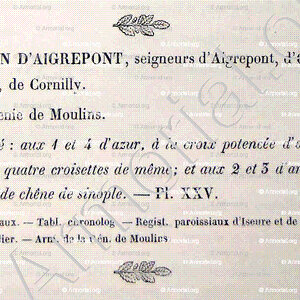 N D'AIGREPONT, seigneurs d'Aigrepont, d'
, de Cornilly.
énie de Moulins.
é : aux 1 et 4 d'azur, à la croix potencée d'
quatre croisettes de même; et aux 2 et 3 d'ar
de chêne de sinople. — Pl. XXV.
aux. — Tabl. chronolog — Regist. paroissiaux d'Iseure et de
lier. — Arm. de la Gén. de Moulins